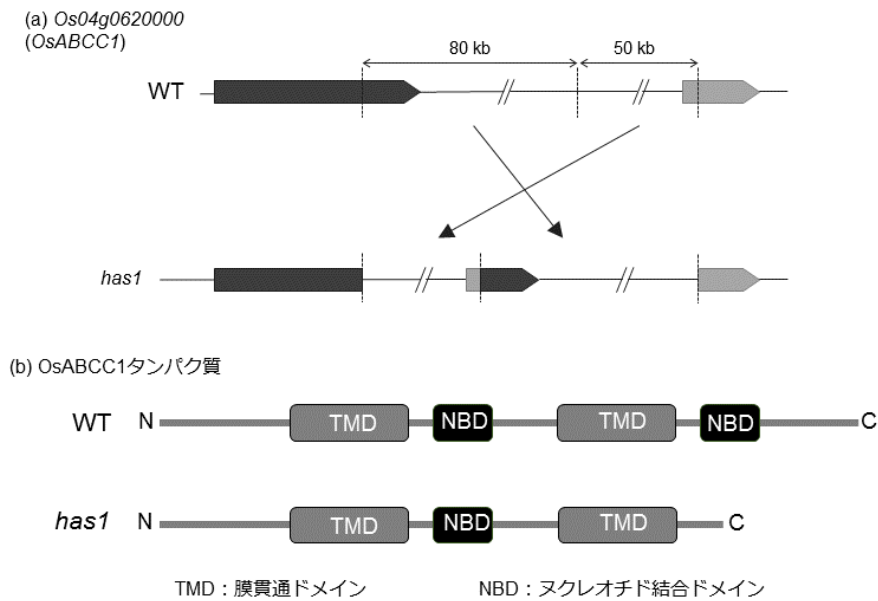 (a) Os04g0620000
(OsABCC1)
80 kb
50 kb
WT
has1
(b) OsABCC1タンパク質
WT N TMD NBD TMD NBD C
has1 N TMD NBD TMD C
TMD：膜貫通ドメイン NBD：ヌクレオチド結合ドメイン